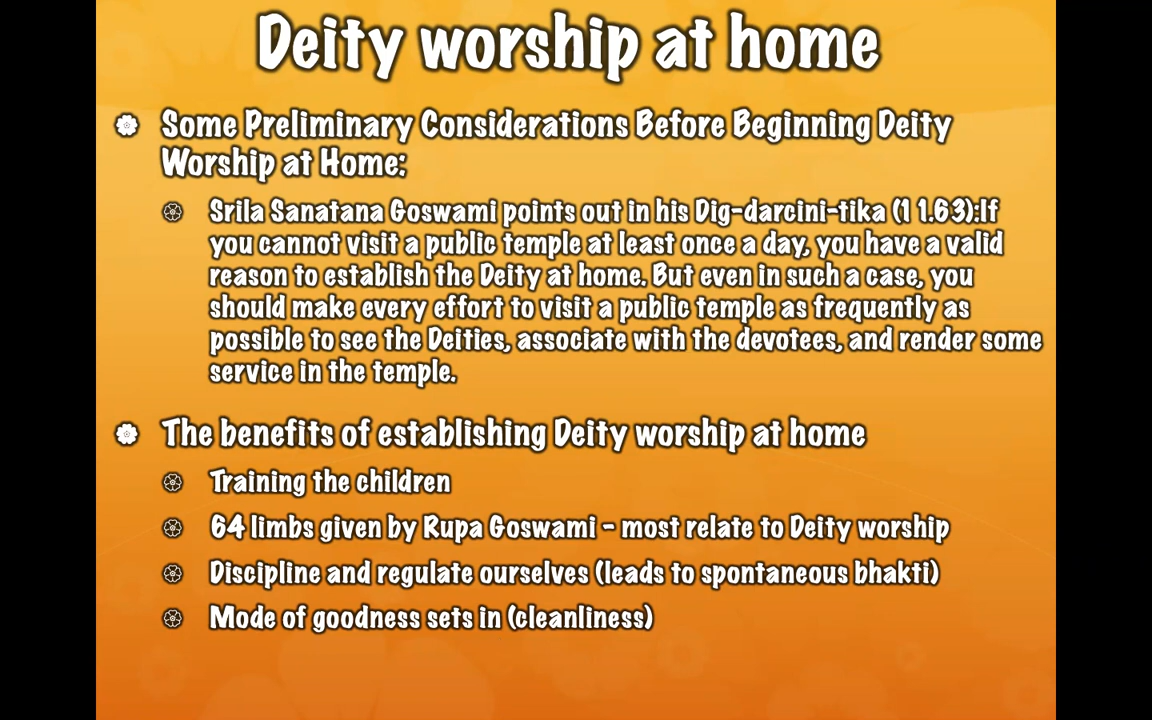 Deity worship at home
Some Preliminary Considerations Before Beginning Deity
Worship at Home:
Srila Sanatana Goswami points out in his Dig-darcini-tika (1 1.63):If
you cannot visit a public temple at least once a day, you have a valid
reason to establish the Deity at home. But even in such a case, you
should make every effort to visit a public temple as frequently as
possible to see the Deities, associate with the devotees, and render some
service in the temple.
The benefits of establishing Deity worship at home
Training the children
64 limbs given by Rupa Goswami - most relate to Deity worship
Discipline and regulate ourselves (leads to spontaneous bhakti)
Mode of goodness sets in (cleanliness)